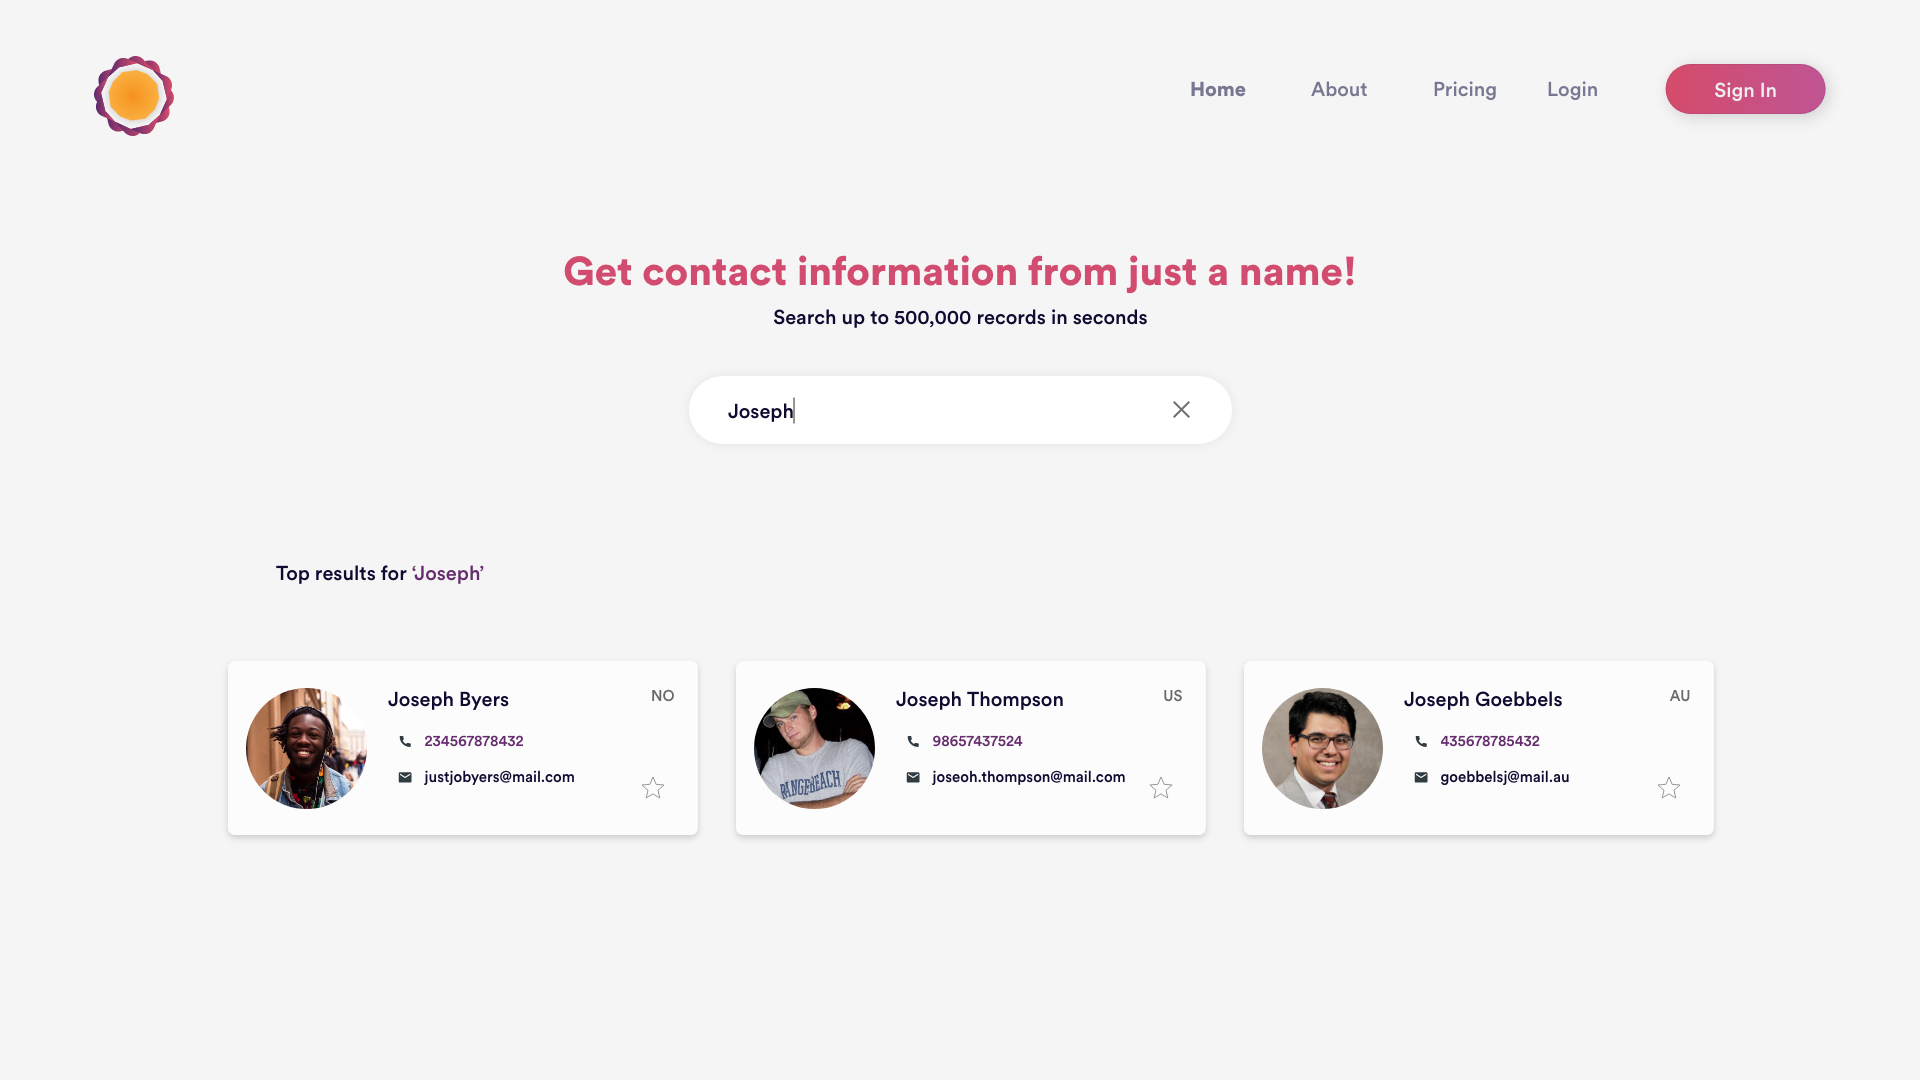 Home About Pricing Login Sign In
Get contact information from just a name!
Search up to 500,000 records in seconds
Joseph
Top results for ‘Joseph’
Joseph Byers NO
234567878432
justjobyers@mail.com
Joseph Thompson US
98657437524
joseoh.thompson@mail.com
Joseph Goebbels AU
435678785432
goebbelsj@mail.au